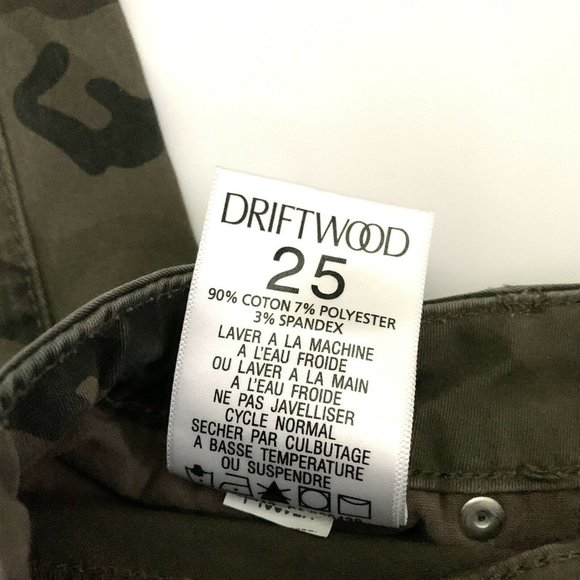 DRIFTWOOD
25
90% COTON 7% POLYESTER
3% SPANDEX
LAVER A LA MACHINE
A L'EAU FROIDE
OU LAVER A LA MAIN
A L'EAU FROIDE
NE PAS JAVELLISER
CYCLE NORMAL
SECHER PAR CULBUTAGE
A BASSE TEMPERATURE
OU SUSPENDRE